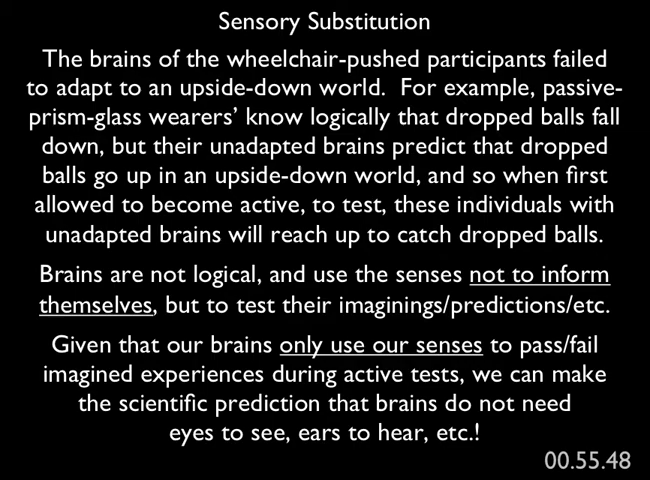 Sensory Substitution
The brains of the wheelchair-pushed participants failed
to adapt to an upside-down world. For example, passive-
prism-glass wearers' know logically that dropped balls fall
down, but their unadapted brains predict that dropped
balls go up in an upside-down world, and so when first
allowed to become active, to test, these individuals with
unadapted brains will reach up to catch dropped balls.
Brains are not logical, and use the senses not to inform
themselves, but to test their imaginings/predictions/etc.
Given that our brains only use our senses to pass/fail
imagined experiences during active tests, we can make
the scientific prediction that brains do not need
eyes to see, ears to hear, etc.!
00.55.48